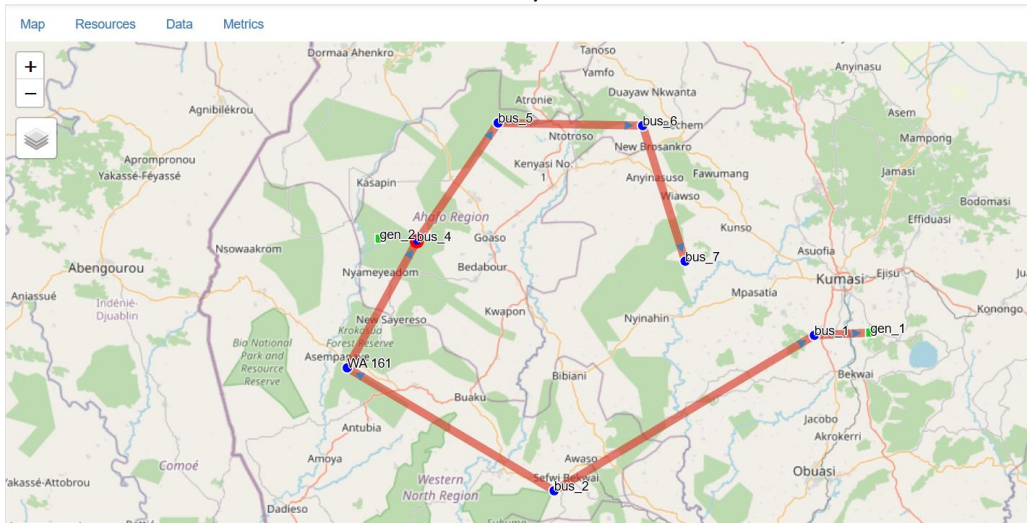 Map Resources Data Metrics
+
−
Dormaa Ahenkro
Tanoso
Yamfo
Anyinasu
Duayaw Nkwanta
Atronie
Agnibilékrou
bus_5
bus_6
chem
Asem
Ntotroso
Mampong
New Brosankro
Aprompronou
Kenyasi No.
1
Yakassé-Féyassé
Kasapin
Anyinasuso
Fawumang
Jamasi
Wiawso
Bodomasi
Ahafo Region
Effiduasi
gen_2
bus_4
Goaso
Kunso
Nsowaakrom
Asuofia
Abengourou
Nyameyeadom
Bedabour
bus_7
Kumasi
Ejisu
Ju
Aniassué
Indénié-
Djuablin
Mpasatia
Konongo
Kwapon
New Sayereso
Nyinahin
Krokosua
Forest Reserve
bus_1
gen_1
Bia National
Park and
Resource
Reserve
WA 161
Bibiani
Bekwai
Buaku
Antubia
Jacobo
Akrokerri
Comoé
Amoya
Awaso
Western
North Region
Sefwi Bekwai
bus_2
Obuasi
'akassé-Attobrou
Dadieso